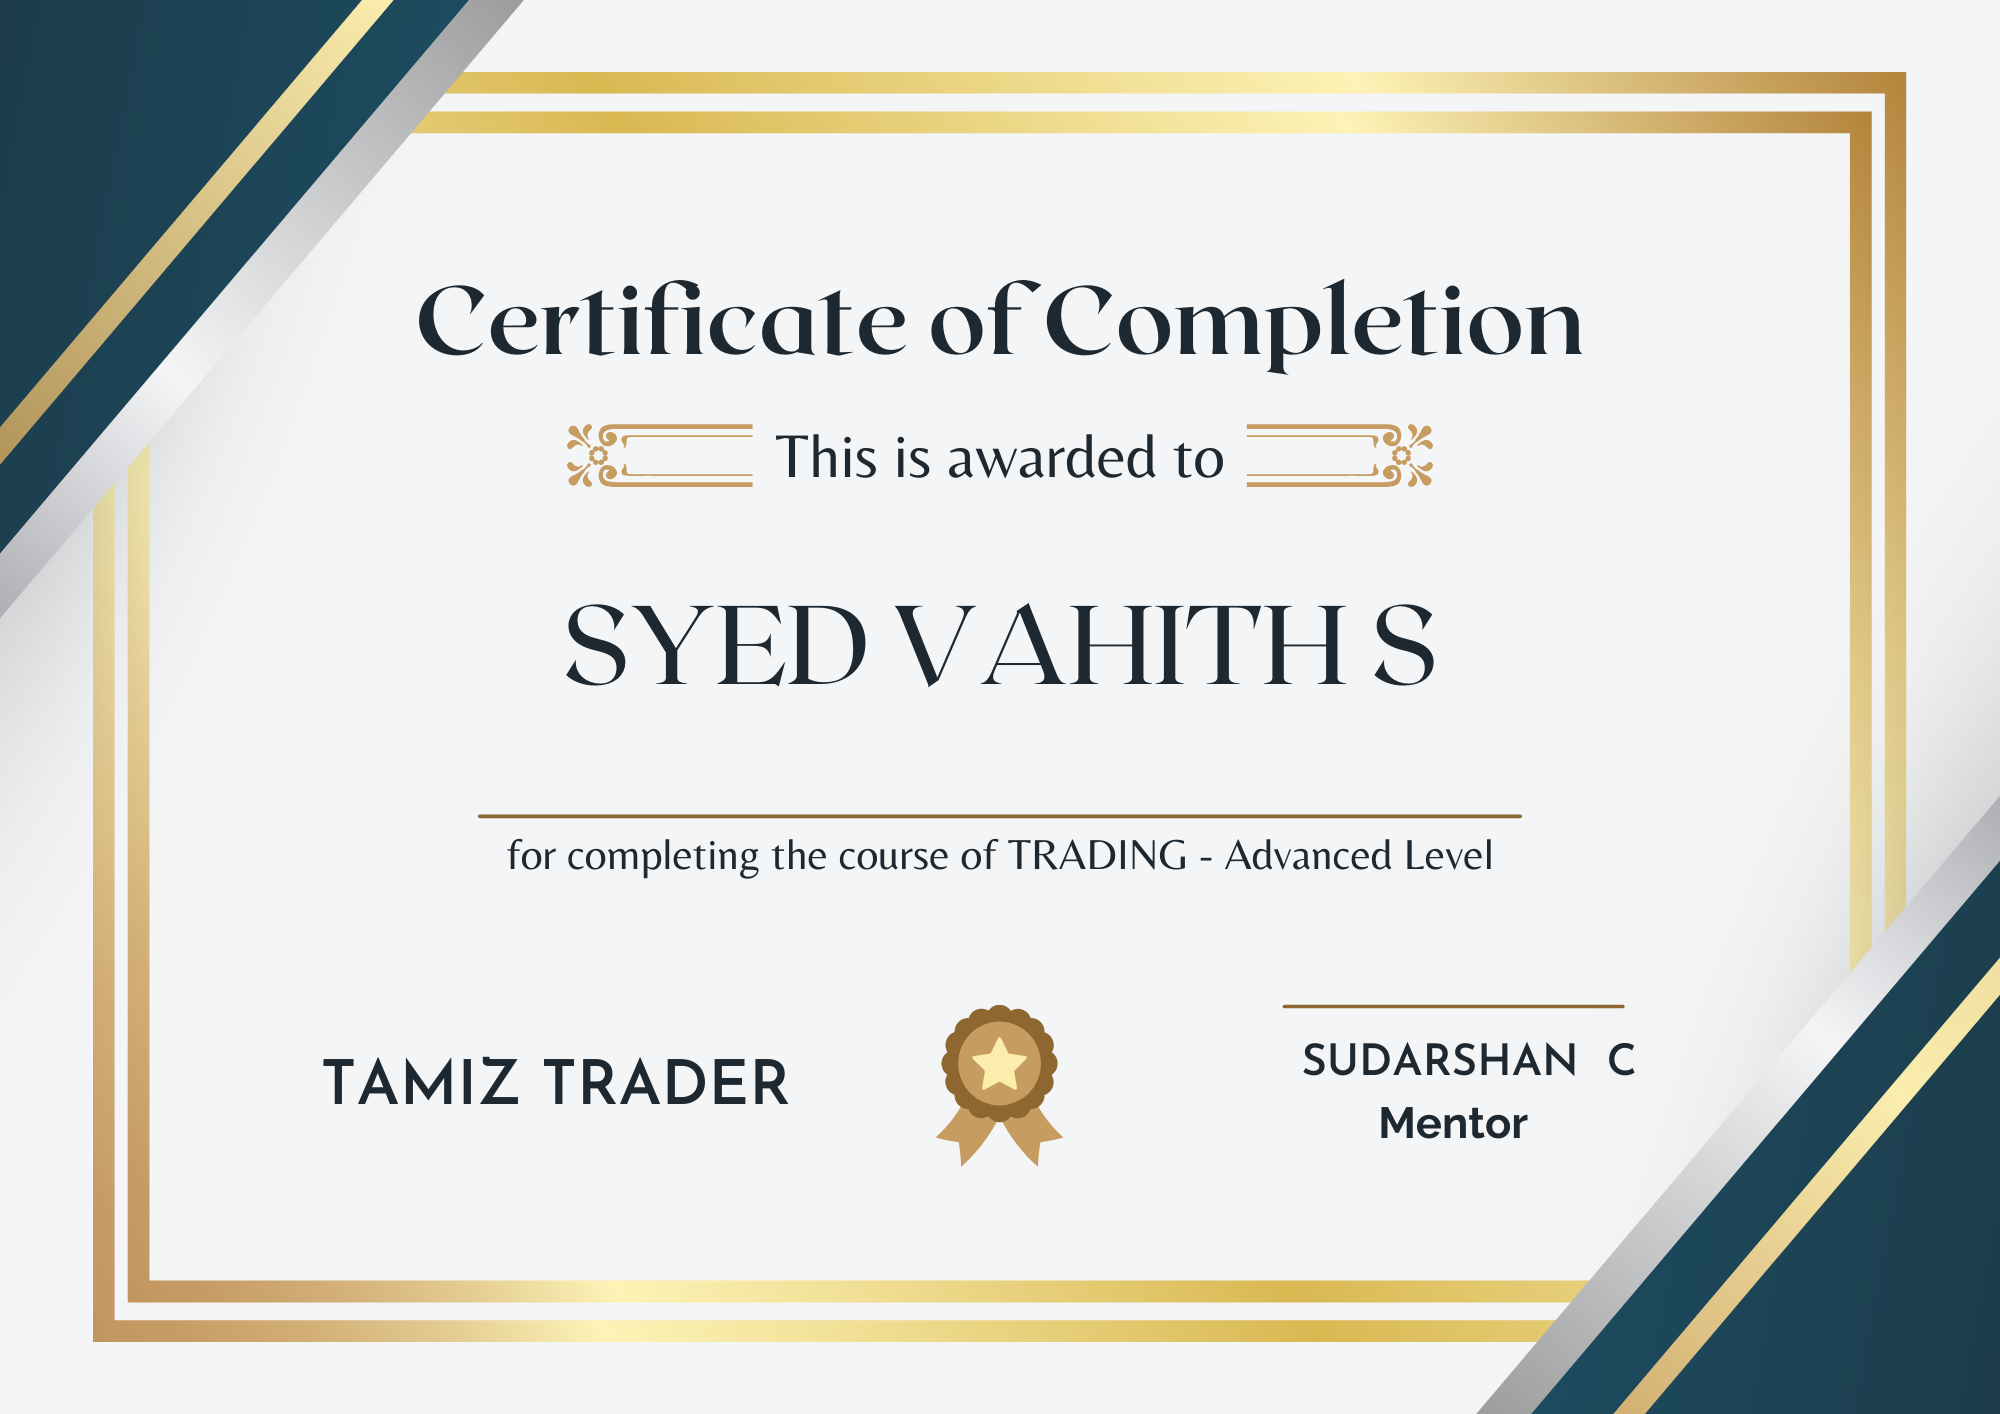 Certificate of Completion
This is awarded to
SYED VAHITH S
for completing the course of TRADING - Advanced Level
TAMIZ TRADER
SUDARSHAN C
Mentor